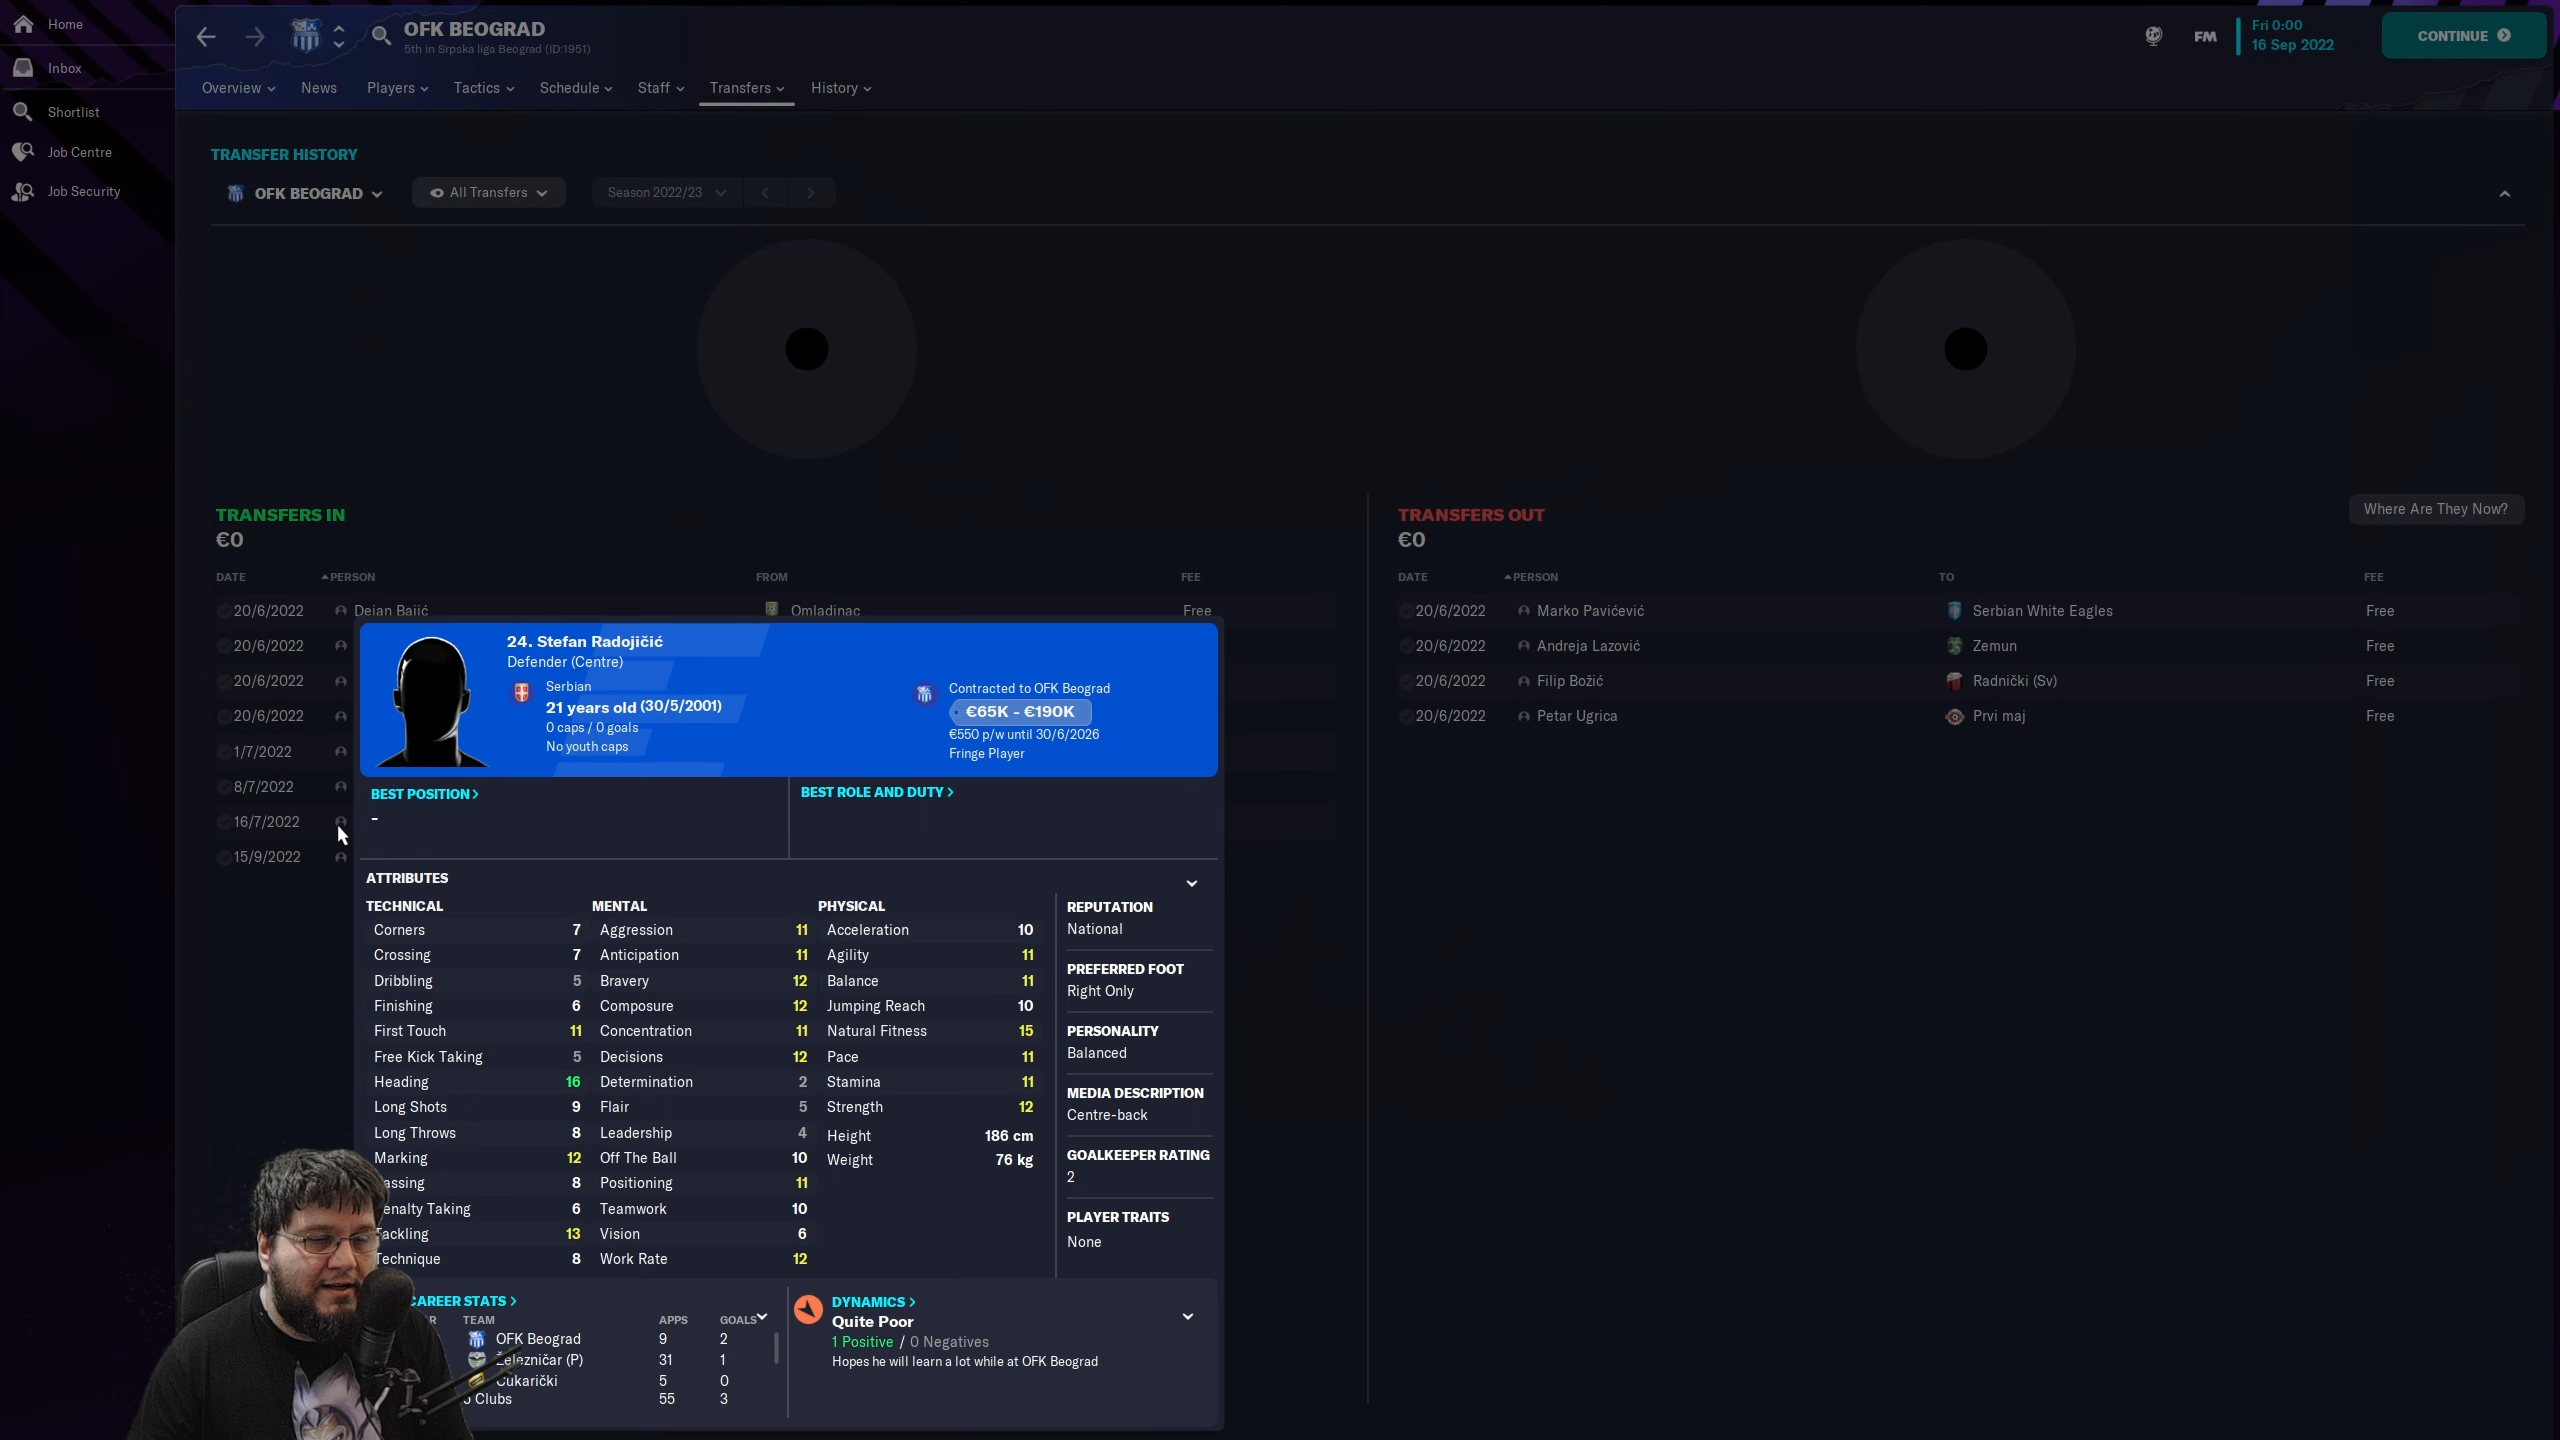 Home
Inbox
Shortlist
Job Centre
Job Security
OFK BEOGRAD
5th in Srpska liga Beograd (ID:1951)
FM
Fri 0:00
16 Sep 2022
CONTINUE
Overview
News
Players
Tactics
Schedule
Staff
Transfers
History
TRANSFER HISTORY
OFK BEOGRAD
All Transfers
Season 2022/23
TRANSFERS IN
€0
DATE PERSON FROM FEE
20/6/2022 Dejan Bajić Omladinac Free
20/6/2022
20/6/2022
20/6/2022
1/7/2022
8/7/2022
16/7/2022
15/9/2022
TRANSFERS OUT
€0
Where Are They Now?
DATE PERSON TO FEE
20/6/2022 Marko Pavićević Serbian White Eagles Free
20/6/2022 Andreja Lazović Zemun Free
20/6/2022 Filip Božić Radnički (Sv) Free
20/6/2022 Petar Ugrica Prvi maj Free
24. Stefan Radojičić
Defender (Centre)
Serbian
21 years old (30/5/2001)
0 caps / 0 goals
No youth caps
Contracted to OFK Beograd
€65K - €190K
€550 p/w until 30/6/2026
Fringe Player
BEST POSITION
-
BEST ROLE AND DUTY
ATTRIBUTES
TECHNICAL
Corners 7
Crossing 7
Dribbling 5
Finishing 6
First Touch 11
Free Kick Taking 5
Heading 16
Long Shots 9
Long Throws 8
Marking 12
assing 8
enalty Taking 6
ackling 13
Technique 8
MENTAL
Aggression 11
Anticipation 11
Bravery 12
Composure 12
Concentration 11
Decisions 12
Determination 2
Flair 5
Leadership 4
Off The Ball 10
Positioning 11
Teamwork 10
Vision 6
Work Rate 12
PHYSICAL
Acceleration 10
Agility 11
Balance 11
Jumping Reach 10
Natural Fitness 15
Pace 11
Stamina 11
Strength 12
Height 186 cm
Weight 76 kg
REPUTATION
National
PREFERRED FOOT
Right Only
PERSONALITY
Balanced
MEDIA DESCRIPTION
Centre-back
GOALKEEPER RATING
2
PLAYER TRAITS
None
CAREER STATS
R TEAM APPS GOALS
OFK Beograd 9 2
Železničar (P) 31 1
Čukarički 5 0
5 Clubs 55 3
DYNAMICS
Quite Poor
1 Positive / 0 Negatives
Hopes he will learn a lot while at OFK Beograd